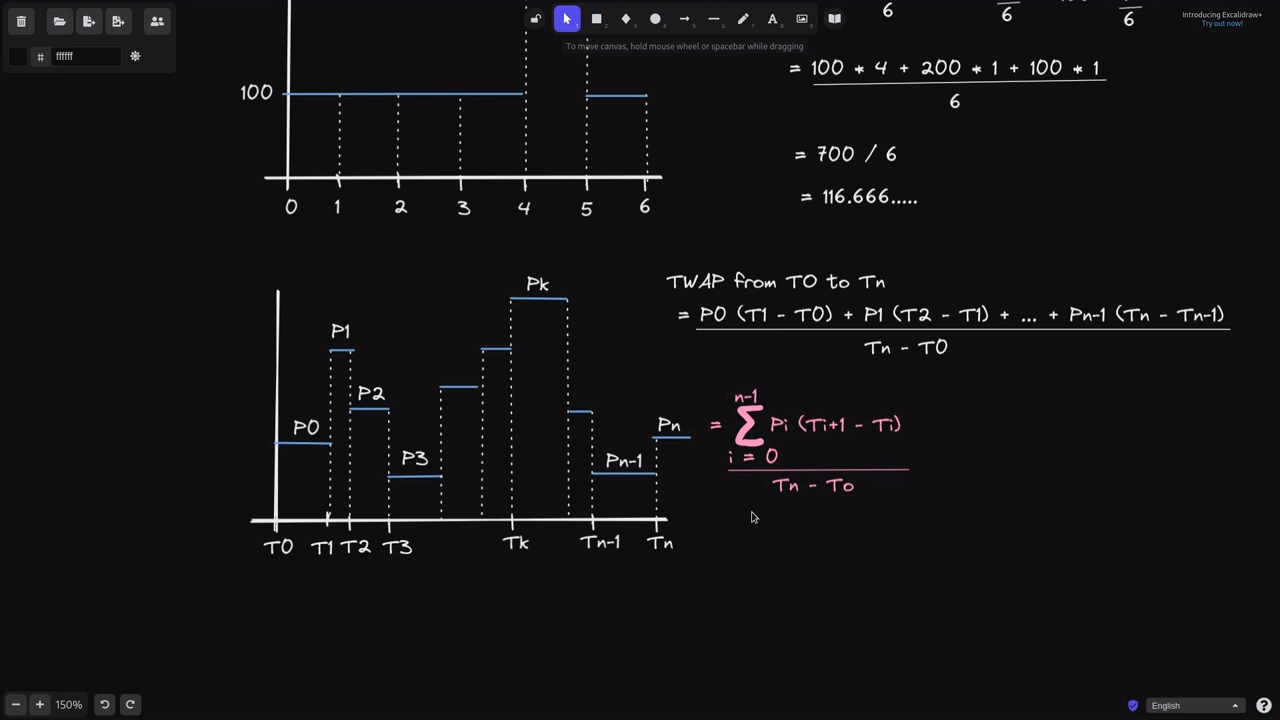 # ffffff
To move canvas, hold mouse wheel or spacebar while dragging
Introducing Excalidraw+
Try out now!
6 6 6
= 100 * 4 + 200 * 1 + 100 * 1
6
= 700 / 6
= 116.666.....
100
0 1 2 3 4 5 6
TWAP from T0 to Tn
= P0 (T1 - T0) + P1 (T2 - T1) + ... + Pn-1 (Tn - Tn-1)
Tn - T0
n-1
= Σ Pi (Ti+1 - Ti)
i = 0
Tn - To
Pk
P1
P2
P0
P3
Pn
Pn-1
T0 T1 T2 T3 Tk Tn-1 Tn
150%
English